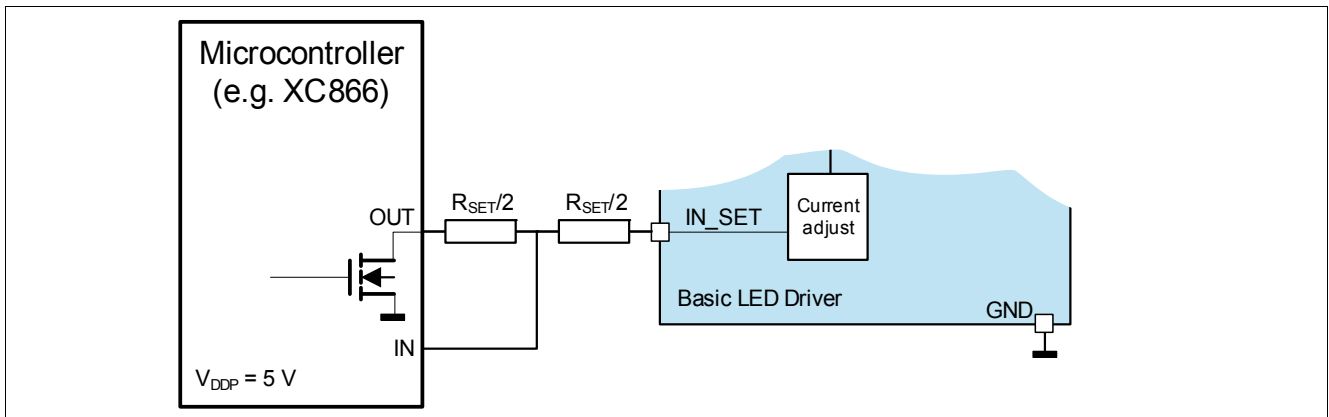 Microcontroller
(e.g. XC866)
OUT
R_SET/2
R_SET/2
IN_SET
Current
adjust
Basic LED Driver
GND
IN
V_DDP = 5 V